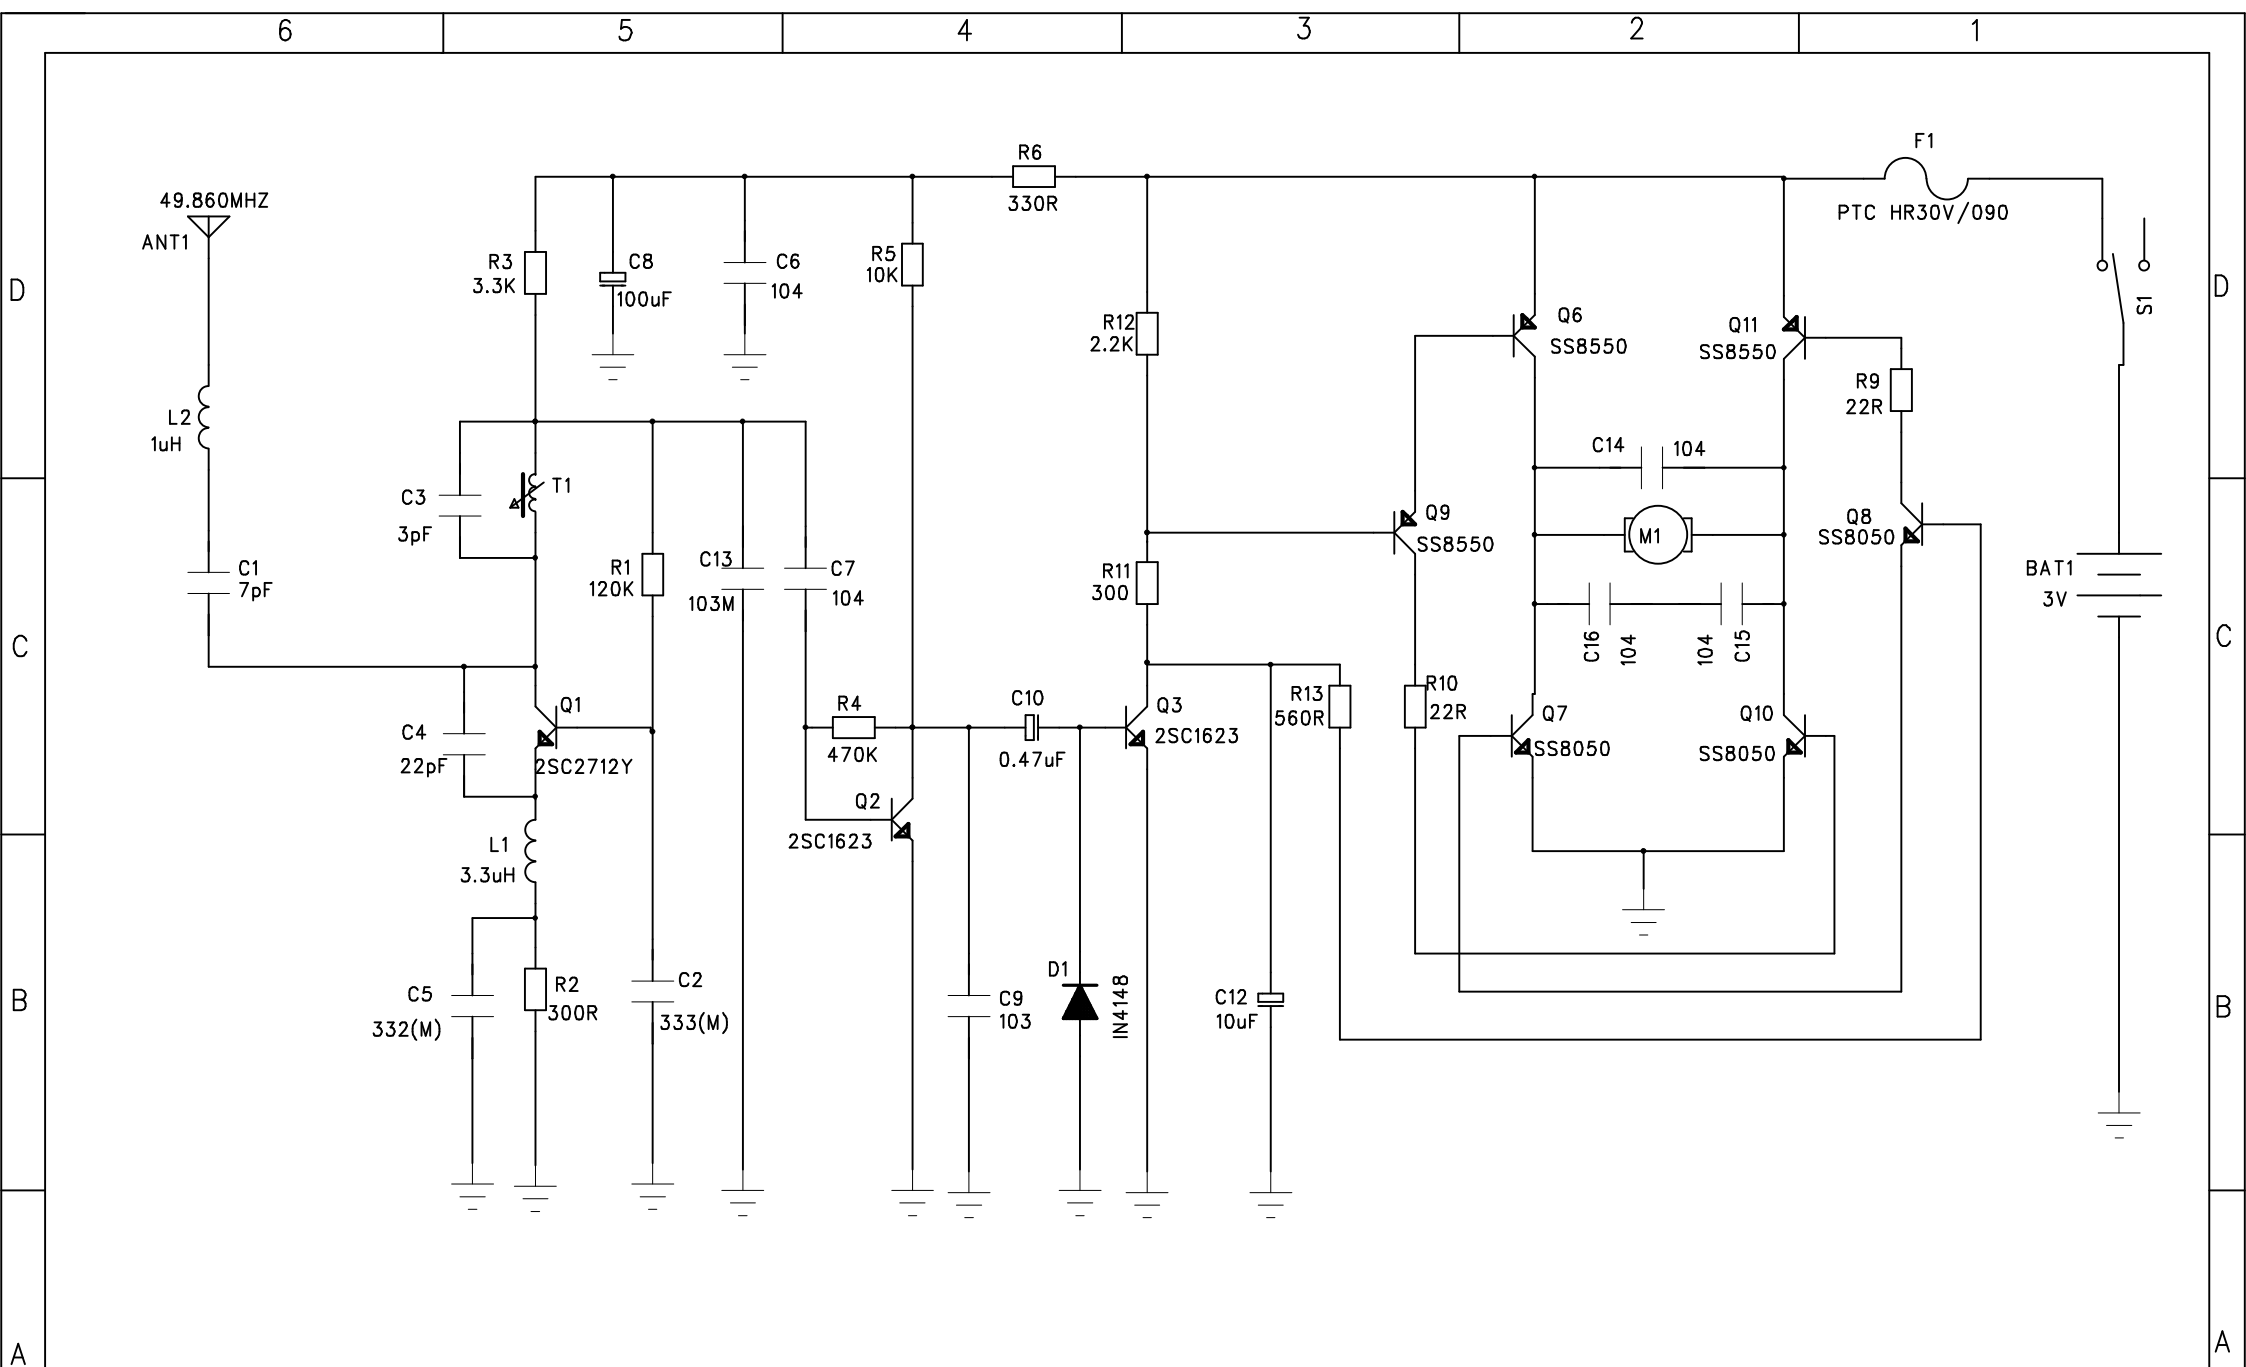 6 5 4 3 2 1
F1
R6
49.860MHZ
330R
PTC HR30V/090
ANT1
R3
3.3K
C8
100uF
C6
104
R5
10K
D
D
S1
R12
2.2K
Q6
SS8550
Q11
SS8550
R9
22R
L2
1uH
C14 104
C3
3pF
T1
Q9
SS8550
M1
Q8
SS8050
C1
7pF
R1
120K
C13
103M
C7
104
R11
300
BAT1
3V
C
C
C16
104
104
C15
Q1
2SC2712Y
C4
22pF
R4
470K
C10
0.47uF
Q3
2SC1623
R13
560R
R10
22R
Q7
SS8050
Q10
SS8050
Q2
2SC1623
L1
3.3uH
B
B
C5
332(M)
R2
300R
C2
333(M)
C9
103
D1
IN4148
C12
10uF
A
A